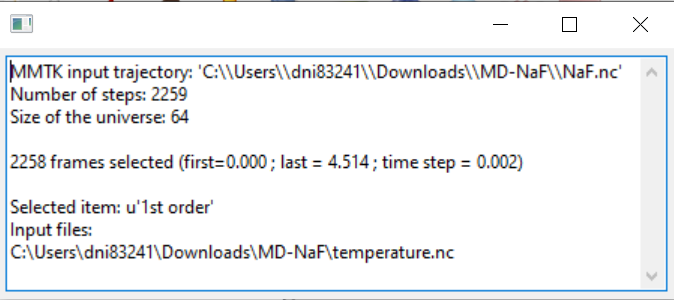 MMTK input trajectory: 'C:\\Users\\dni83241\\Downloads\\MD-NaF\\NaF.nc'
Number of steps: 2259
Size of the universe: 64
2258 frames selected (first=0.000 ; last = 4.514 ; time step = 0.002)
Selected item: u'1st order'
Input files:
C:\Users\dni83241\Downloads\MD-NaF\temperature.nc